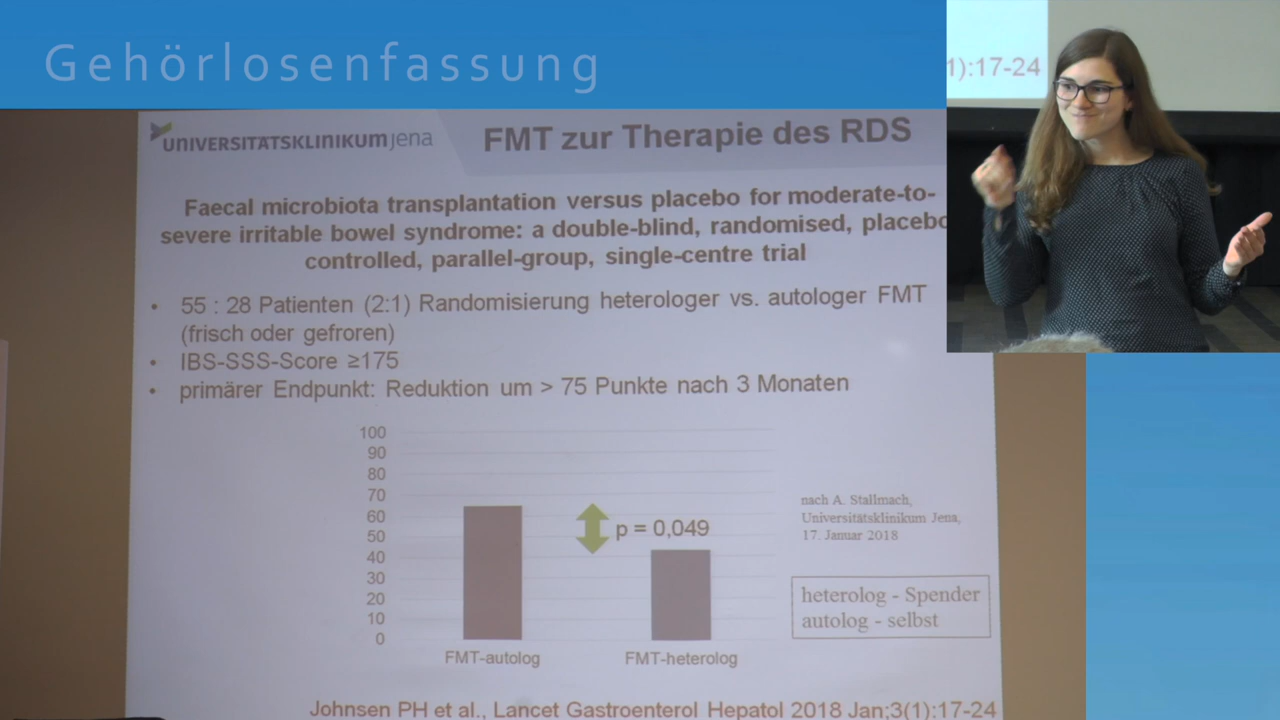 Gehörlosenfassung
1):17-24
UNIVERSITÄTSKLINIKUM jena
FMT zur Therapie des RDS
Faecal microbiota transplantation versus placebo for moderate-to-
severe irritable bowel syndrome: a double-blind, randomised, placebo
controlled, parallel-group, single-centre trial
• 55 : 28 Patienten (2:1) Randomisierung heterologer vs. autologer FMT
(frisch oder gefroren)
• IBS-SSS-Score ≥175
• primärer Endpunkt: Reduktion um > 75 Punkte nach 3 Monaten
100
90
80
70
60
50
40
30
20
10
0
p = 0,049
FMT-autolog
FMT-heterolog
nach A. Stallmach,
Universitätsklinikum Jena,
17. Januar 2018
heterolog - Spender
autolog - selbst
Johnsen PH et al., Lancet Gastroenterol Hepatol 2018 Jan;3(1):17-24